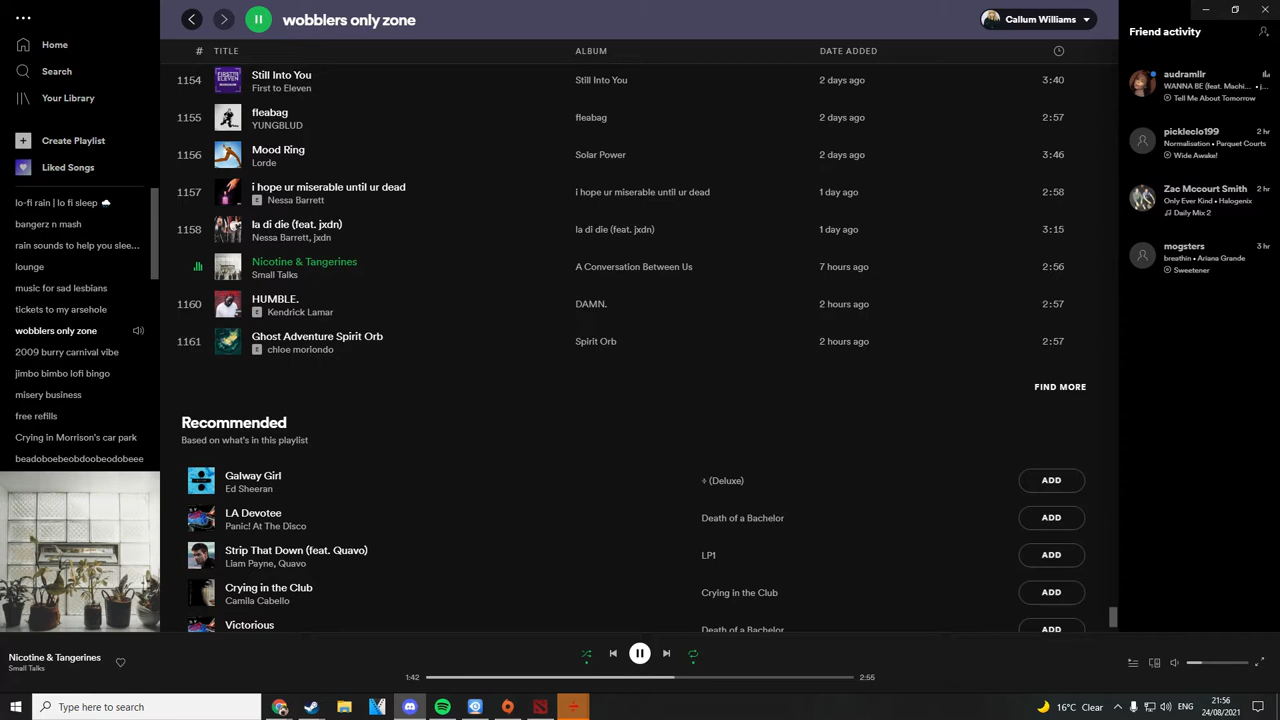 wobblers only zone
Callum Williams
Home
Search
Your Library
Create Playlist
Liked Songs
lo-fi rain | lo fi sleep
bangerz n mash
rain sounds to help you slee...
lounge
music for sad lesbians
tickets to my arsehole
wobblers only zone
2009 burry carnival vibe
jimbo bimbo lofi bingo
misery business
free refills
Crying in Morrison's car park
beadoboebeobdoobeodobeee
# TITLE ALBUM DATE ADDED
1154 Still Into You Still Into You 2 days ago 3:40
First to Eleven
1155 fleabag fleabag 2 days ago 2:57
YUNGBLUD
1156 Mood Ring Solar Power 2 days ago 3:46
Lorde
1157 i hope ur miserable until ur dead i hope ur miserable until ur dead 1 day ago 2:58
E Nessa Barrett
1158 la di die (feat. jxdn) la di die (feat. jxdn) 1 day ago 3:15
Nessa Barrett, jxdn
Nicotine & Tangerines A Conversation Between Us 7 hours ago 2:56
Small Talks
1160 HUMBLE. DAMN. 2 hours ago 2:57
E Kendrick Lamar
1161 Ghost Adventure Spirit Orb Spirit Orb 2 hours ago 2:57
E chloe moriondo
FIND MORE
Recommended
Based on what's in this playlist
Galway Girl ÷ (Deluxe) ADD
Ed Sheeran
LA Devotee Death of a Bachelor ADD
Panic! At The Disco
Strip That Down (feat. Quavo) LP1 ADD
Liam Payne, Quavo
Crying in the Club Crying in the Club ADD
Camila Cabello
Victorious Death of a Bachelor ADD
Friend activity
audramllr
WANNA BE (feat. Machi... • j...
Tell Me About Tomorrow
pickleclo199 2 hr
Normalisation • Parquet Courts
Wide Awake!
Zac Mccourt Smith 2 hr
Only Ever Kind • Halogenix
Daily Mix 2
mogsters 3 hr
breathin • Ariana Grande
Sweetener
Nicotine & Tangerines
Small Talks
1:42 2:55
Type here to search
16°C Clear
21:56
24/08/2021